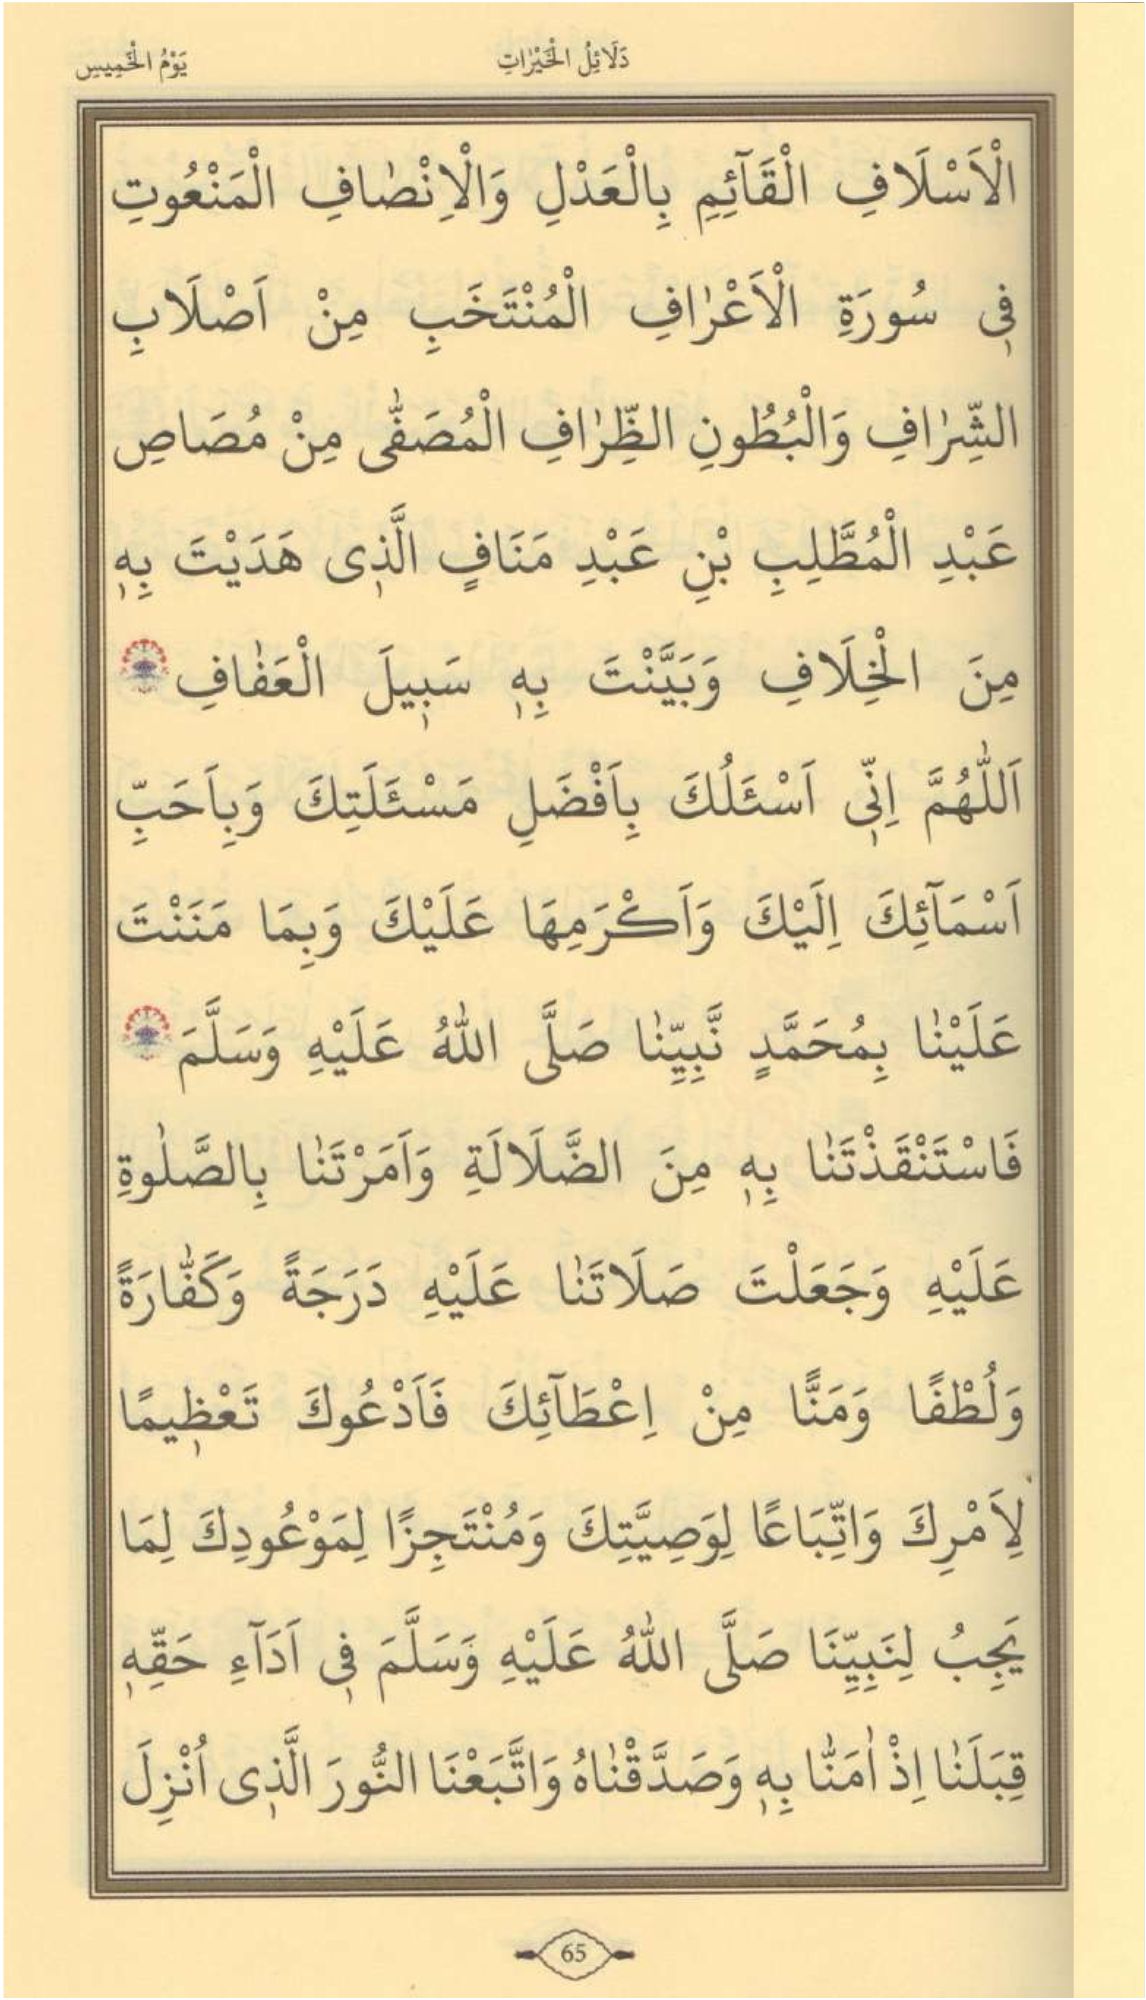 دَلَائِلُ الْخَيْرَاتِ
يَوْمُ الْخَمِيسِ
الْاَسْلَافِ الْقَآئِمِ بِالْعَدْلِ وَالْاِنْصٰافِ الْمَنْعُوتِ
فِي سُورَةِ الْاَعْرٰافِ الْمُنْتَخَبِ مِنْ اَصْلَابِ
الشِّرٰافِ وَالْبُطُونِ الظِّرٰافِ الْمُصَفّٰى مِنْ مُصَاصِ
عَبْدِ الْمُطَّلِبِ بْنِ عَبْدِ مَنَافٍ الَّذٖى هَدَيْتَ بِهٖ
مِنَ الْخِلَافِ وَبَيَّنْتَ بِهٖ سَبٖيلَ الْعَفٰافِ
اَللّٰهُمَّ اِنّٖى اَسْئَلُكَ بِاَفْضَلِ مَسْئَلَتِكَ وَبِاَحَبِّ
اَسْمَآئِكَ اِلَيْكَ وَاَكْرَمِهَا عَلَيْكَ وَبِمَا مَنَنْتَ
عَلَيْنٰا بِمُحَمَّدٍ نَّبِيِّنٰا صَلَّى اللّٰهُ عَلَيْهِ وَسَلَّمَ
فَاسْتَنْقَذْتَنٰا بِهٖ مِنَ الضَّلَالَةِ وَاَمَرْتَنٰا بِالصَّلٰوةِ
عَلَيْهِ وَجَعَلْتَ صَلَاتَنٰا عَلَيْهِ دَرَجَةً وَكَفّٰارَةً
وَلُطْفًا وَمَنًّا مِنْ اِعْطَآئِكَ فَاَدْعُوكَ تَعْظٖيمًا
لِاَمْرِكَ وَاتِّبَاعًا لِوَصِيَّتِكَ وَمُنْتَجِزًا لِمَوْعُودِكَ لِمَا
يَجِبُ لِنَبِيِّنَا صَلَّى اللّٰهُ عَلَيْهِ وَسَلَّمَ فٖى اَدَآءِ حَقِّهٖ
قِبَلَنٰا اِذْ اٰمَنّٰا بِهٖ وَصَدَّقْنٰاهُ وَاتَّبَعْنَا النُّورَ الَّذٖى اُنْزِلَ
65